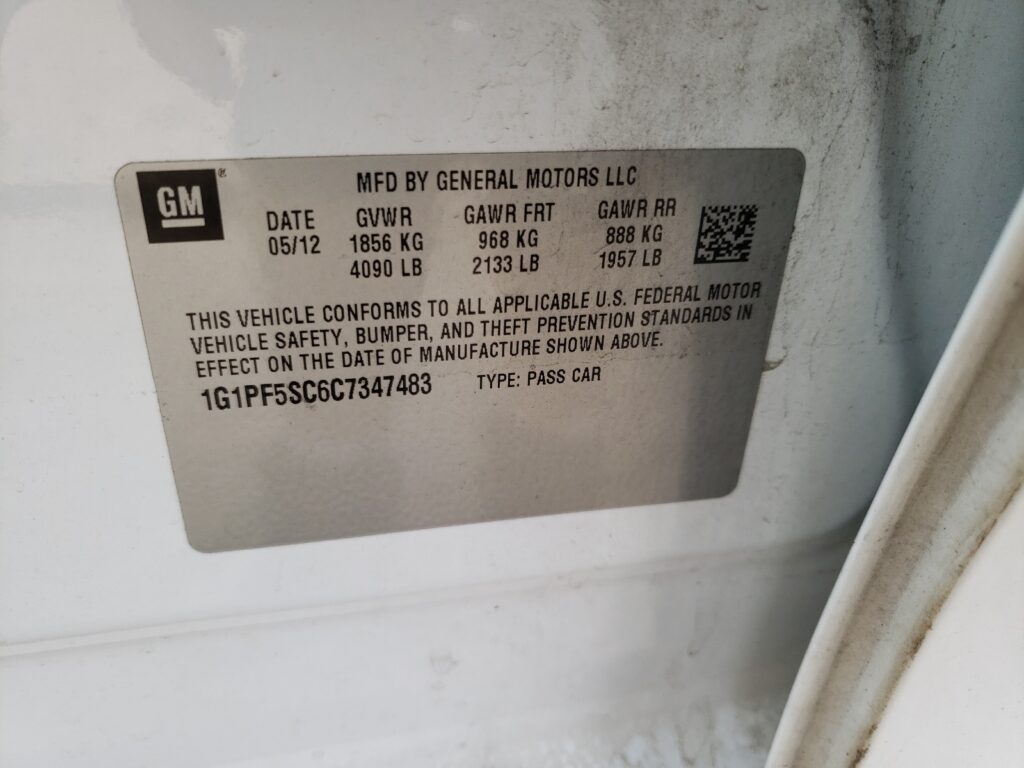 GM®
MFD BY GENERAL MOTORS LLC
DATE GVWR GAWR FRT GAWR RR
05/12 1856 KG 968 KG 888 KG
4090 LB 2133 LB 1957 LB
THIS VEHICLE CONFORMS TO ALL APPLICABLE U.S. FEDERAL MOTOR
VEHICLE SAFETY, BUMPER, AND THEFT PREVENTION STANDARDS IN
EFFECT ON THE DATE OF MANUFACTURE SHOWN ABOVE.
1G1PF5SC6C7347483 TYPE: PASS CAR